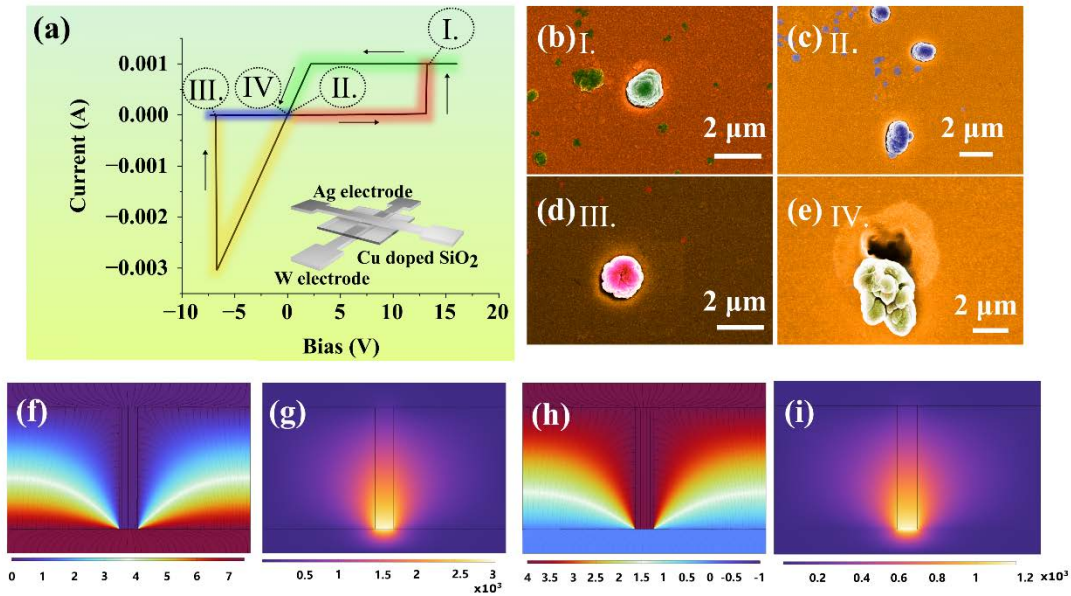 (a)
I.
III.
IV
II.
0.001
0.000
−0.001
−0.002
−0.003
Current (A)
−10
−5
0
5
10
15
20
Bias (V)
Ag electrode
Cu doped SiO2
W electrode
(b) I.
2 μm
(c) II.
2 μm
(d) III.
2 μm
(e) IV.
2 μm
(f)
0 1 2 3 4 5 6 7
(g)
0.5 1 1.5 2 2.5 3
x10³
(h)
4 3.5 3 2.5 2 1.5 1 0.5 0 -0.5 -1
(i)
0.2 0.4 0.6 0.8 1 1.2 x10³